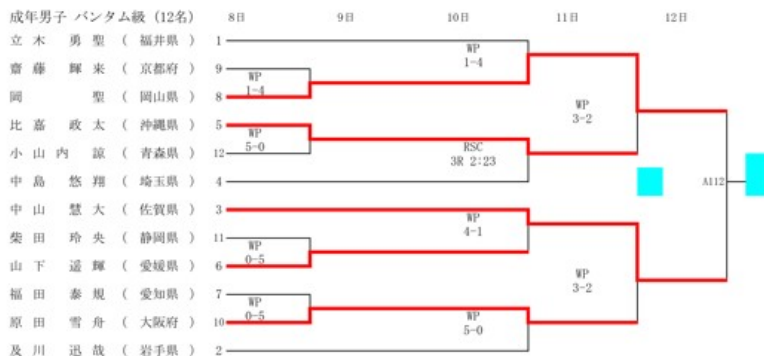 成年男子 バンタム級 (12名) 8日 9日 10日 11日 12日
立木 勇聖 ( 福井県 ) 1
WP
1-4
齋藤 輝来 ( 京都府 ) 9
WP
1-4
岡 聖 ( 岡山県 ) 8
WP
3-2
比嘉 政太 ( 沖縄県 ) 5
WP
5-0
小山内 諒 ( 青森県 ) 12
RSC
3R 2:23
中島 悠翔 ( 埼玉県 ) 4
A112
中山 慧大 ( 佐賀県 ) 3
WP
4-1
柴田 玲央 ( 静岡県 ) 11
WP
0-5
山下 遥輝 ( 愛媛県 ) 6
WP
3-2
福田 泰規 ( 愛知県 ) 7
WP
0-5
原田 雪舟 ( 大阪府 ) 10
WP
5-0
及川 迅哉 ( 岩手県 ) 2